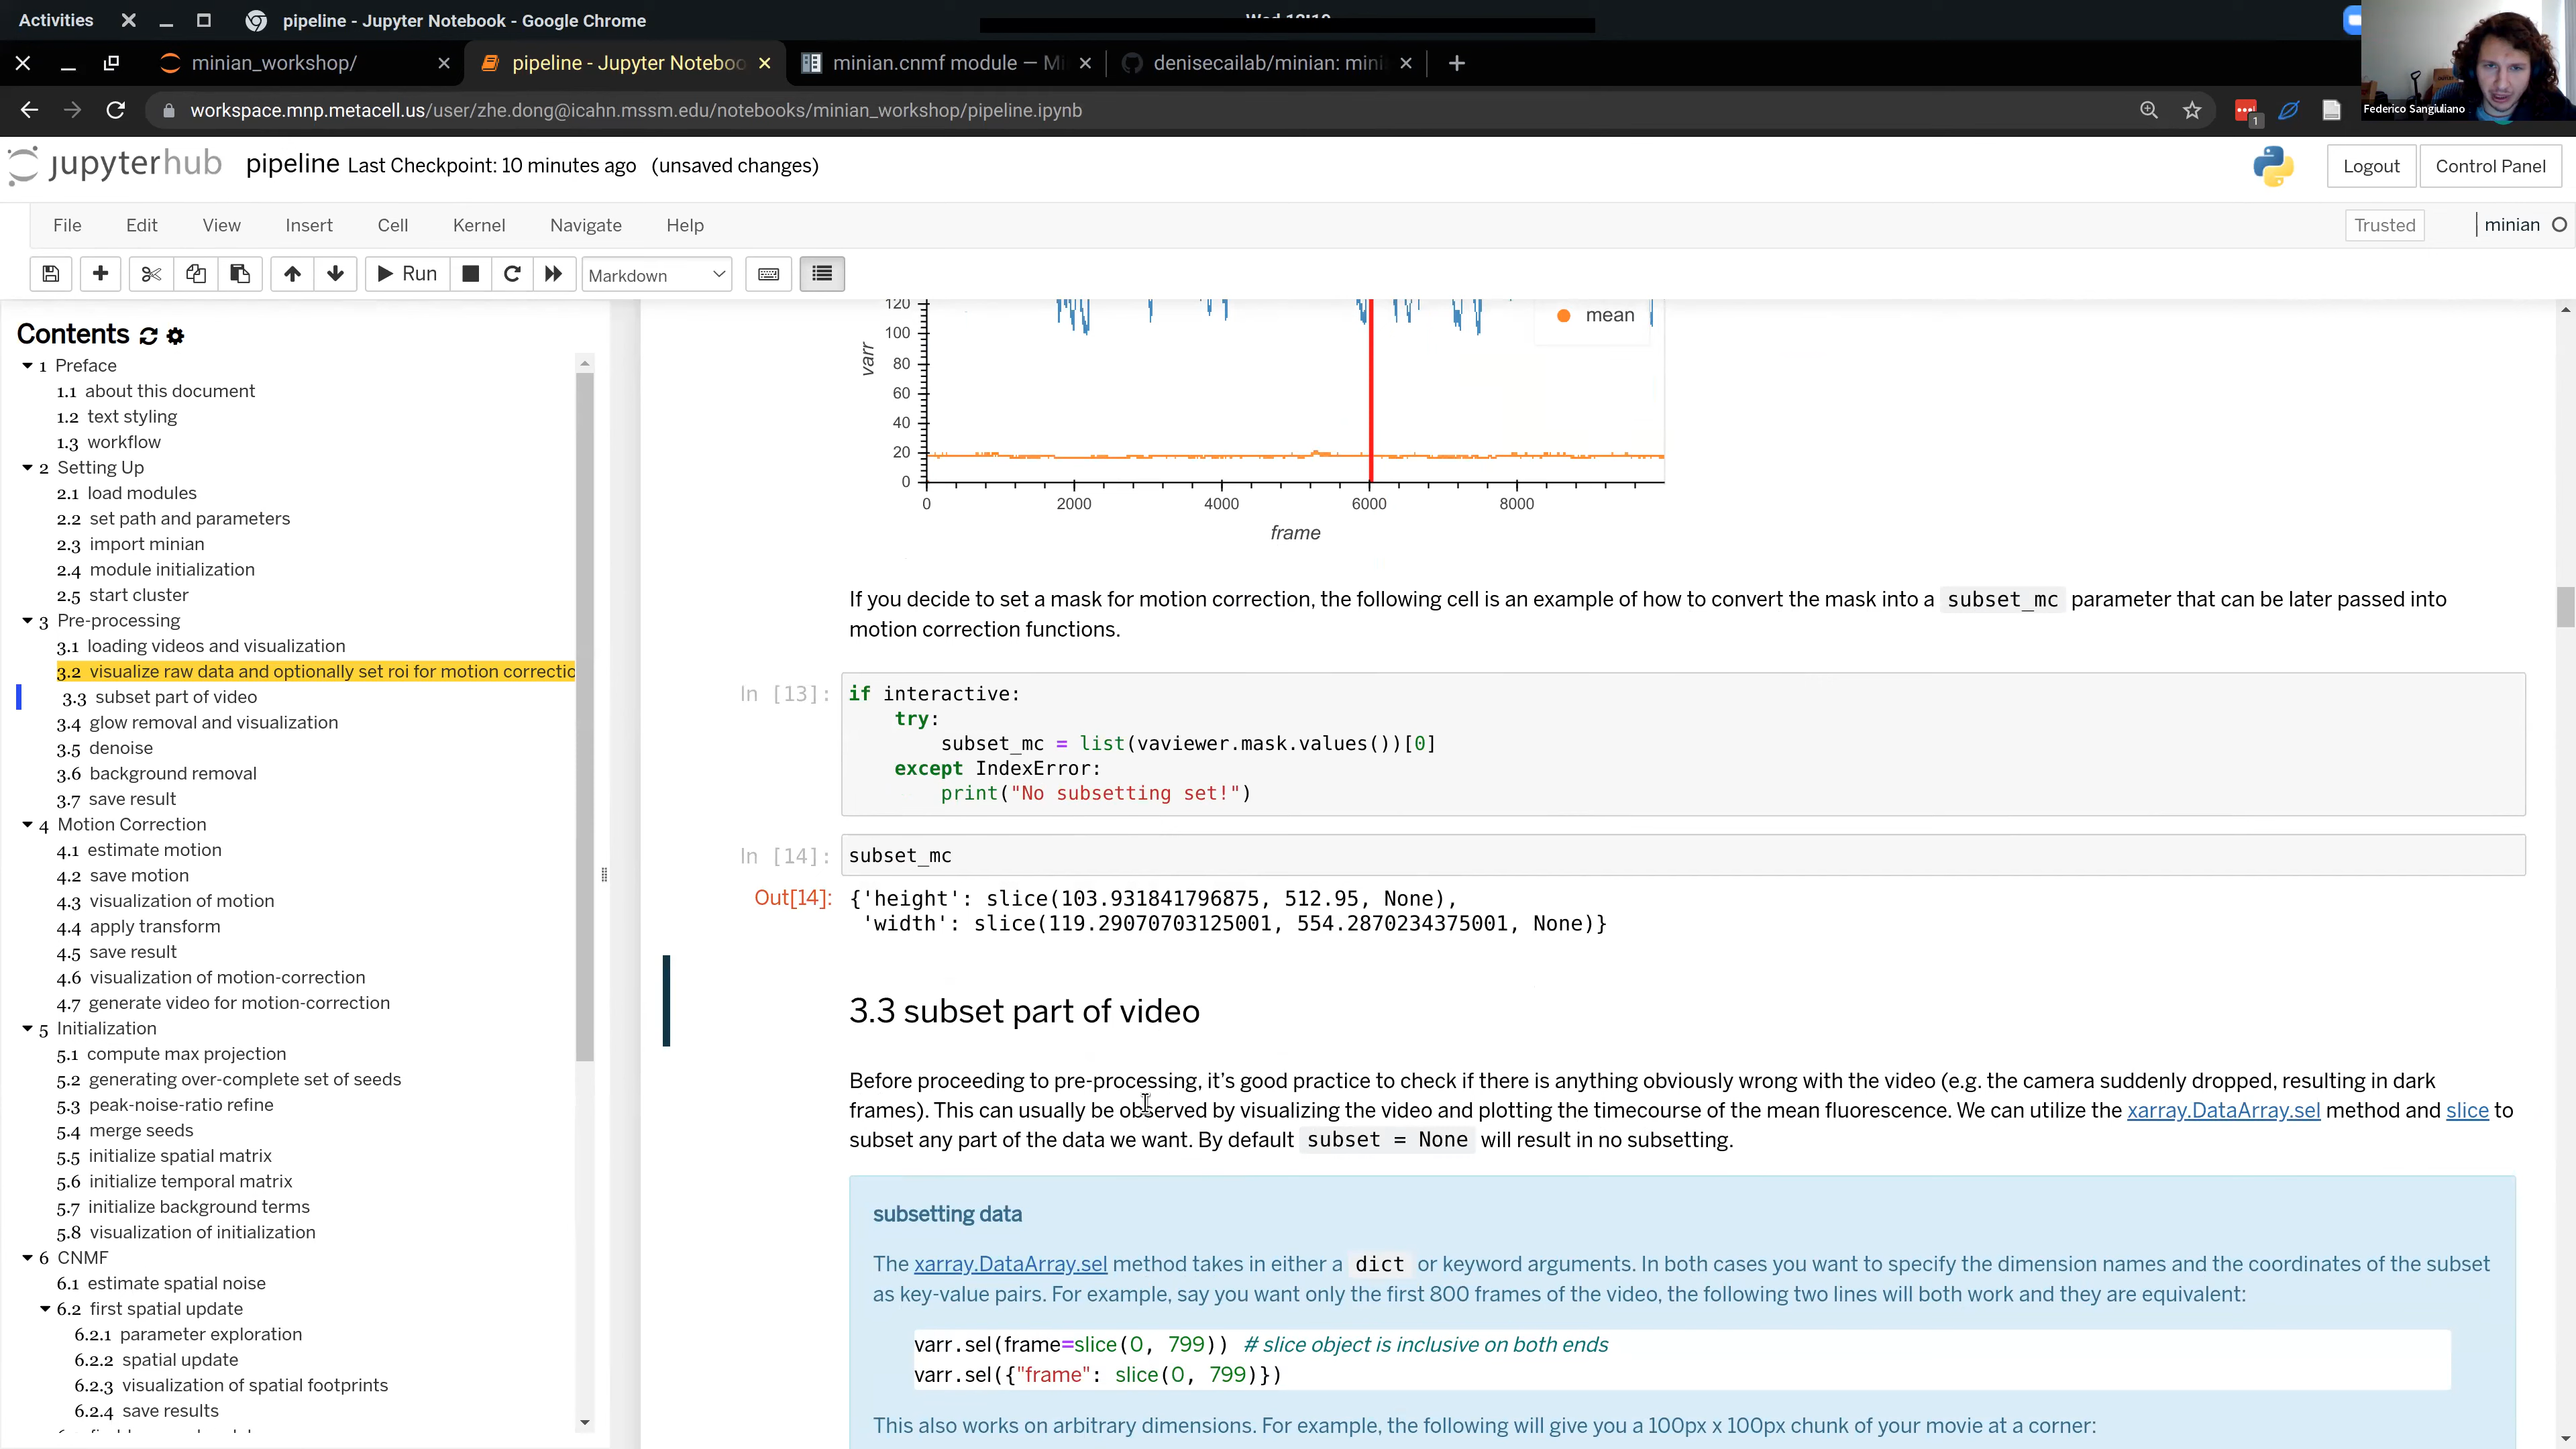 Activities
pipeline - Jupyter Notebook - Google Chrome
minian_workshop/
pipeline - Jupyter Noteboo
minian.cnmf module — Mi
denisecailab/minian: mini
workspace.mnp.metacell.us/user/zhe.dong@icahn.mssm.edu/notebooks/minian_workshop/pipeline.ipynb
1
Federico Sangiuliano
jupyterhub pipeline Last Checkpoint: 10 minutes ago (unsaved changes)
Logout Control Panel
File Edit View Insert Cell Kernel Navigate Help
Trusted minian
Run Markdown
Contents
1 Preface
1.1 about this document
1.2 text styling
1.3 workflow
2 Setting Up
2.1 load modules
2.2 set path and parameters
2.3 import minian
2.4 module initialization
2.5 start cluster
3 Pre-processing
3.1 loading videos and visualization
3.2 visualize raw data and optionally set roi for motion correctio
3.3 subset part of video
3.4 glow removal and visualization
3.5 denoise
3.6 background removal
3.7 save result
4 Motion Correction
4.1 estimate motion
4.2 save motion
4.3 visualization of motion
4.4 apply transform
4.5 save result
4.6 visualization of motion-correction
4.7 generate video for motion-correction
5 Initialization
5.1 compute max projection
5.2 generating over-complete set of seeds
5.3 peak-noise-ratio refine
5.4 merge seeds
5.5 initialize spatial matrix
5.6 initialize temporal matrix
5.7 initialize background terms
5.8 visualization of initialization
6 CNMF
6.1 estimate spatial noise
6.2 first spatial update
6.2.1 parameter exploration
6.2.2 spatial update
6.2.3 visualization of spatial footprints
6.2.4 save results
120
100
80
60
40
20
0
varr
mean
0 2000 4000 6000 8000
frame
If you decide to set a mask for motion correction, the following cell is an example of how to convert the mask into a subset_mc parameter that can be later passed into
motion correction functions.
In [13]: if interactive:
try:
subset_mc = list(vaviewer.mask.values())[0]
except IndexError:
print("No subsetting set!")
In [14]: subset_mc
Out[14]: {'height': slice(103.931841796875, 512.95, None),
'width': slice(119.29070703125001, 554.2870234375001, None)}
3.3 subset part of video
Before proceeding to pre-processing, it’s good practice to check if there is anything obviously wrong with the video (e.g. the camera suddenly dropped, resulting in dark
frames). This can usually be observed by visualizing the video and plotting the timecourse of the mean fluorescence. We can utilize the xarray.DataArray.sel method and slice to
subset any part of the data we want. By default subset = None will result in no subsetting.
subsetting data
The xarray.DataArray.sel method takes in either a dict or keyword arguments. In both cases you want to specify the dimension names and the coordinates of the subset
as key-value pairs. For example, say you want only the first 800 frames of the video, the following two lines will both work and they are equivalent:
varr.sel(frame=slice(0, 799)) # slice object is inclusive on both ends
varr.sel({"frame": slice(0, 799)})
This also works on arbitrary dimensions. For example, the following will give you a 100px x 100px chunk of your movie at a corner: